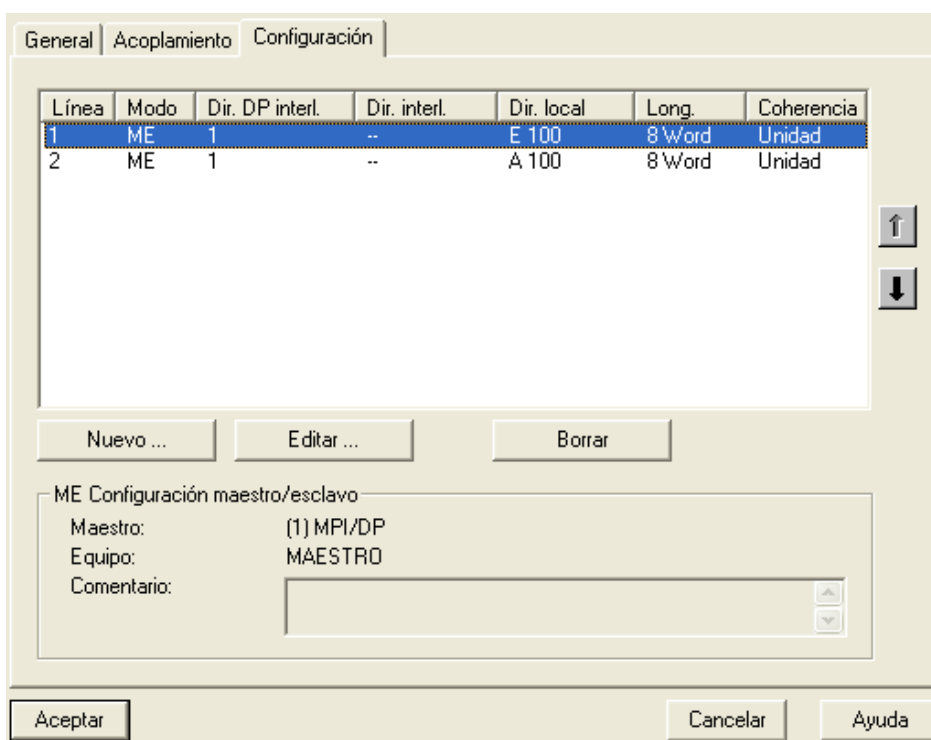 General Acoplamiento Configuración
Línea Modo Dir. DP interl. Dir. interl. Dir. local Long. Coherencia
1 ME 1 -- E 100 8 Word Unidad
2 ME 1 -- A 100 8 Word Unidad
Nuevo ... Editar ... Borrar
ME Configuración maestro/esclavo
Maestro: (1) MPI/DP
Equipo: MAESTRO
Comentario:
Aceptar Cancelar Ayuda